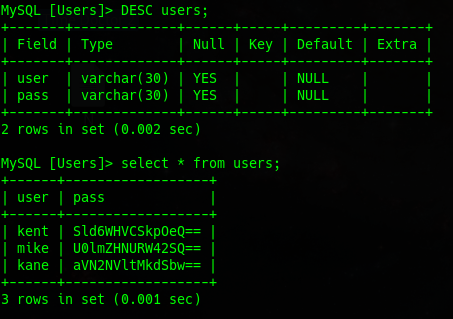 MySQL [Users]> DESC users;
+-------+-------------+------+-----+---------+-------+
| Field | Type        | Null | Key | Default | Extra |
+-------+-------------+------+-----+---------+-------+
| user  | varchar(30) | YES  |     | NULL    |       |
| pass  | varchar(30) | YES  |     | NULL    |       |
+-------+-------------+------+-----+---------+-------+
2 rows in set (0.002 sec)
MySQL [Users]> select * from users;
+------+------------------+
| user | pass             |
+------+------------------+
| kent | Sld6WHVCSkpOeQ== |
| mike | U0lmZHNURW42SQ== |
| kane | aVN2NVltMkdSbw== |
+------+------------------+
3 rows in set (0.001 sec)